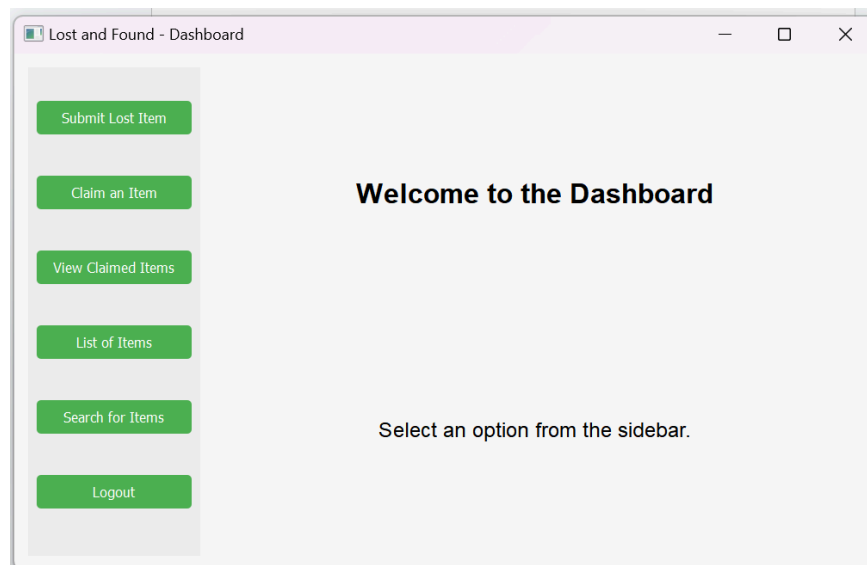 Lost and Found - Dashboard
Submit Lost Item
Claim an Item
View Claimed Items
List of Items
Search for Items
Logout
Welcome to the Dashboard
Select an option from the sidebar.